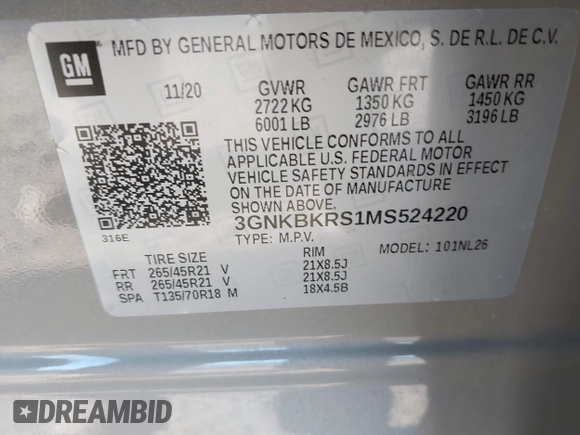 GM
MFD BY GENERAL MOTORS DE MEXICO, S. DE R.L. DE C.V.
11/20 GVWR GAWR FRT GAWR RR
2722 KG 1350 KG 1450 KG
6001 LB 2976 LB 3196 LB
THIS VEHICLE CONFORMS TO ALL
APPLICABLE U.S. FEDERAL MOTOR
VEHICLE SAFETY STANDARDS IN EFFECT
ON THE DATE OF MANUFACTURE
SHOWN ABOVE.
3GNKBKRS1MS524220
316E TYPE: M.P.V. MODEL: 101NL26
TIRE SIZE RIM
FRT 265/45R21 V 21X8.5J
RR 265/45R21 V 21X8.5J
SPA T135/70R18 M 18X4.5B
DREAMBID